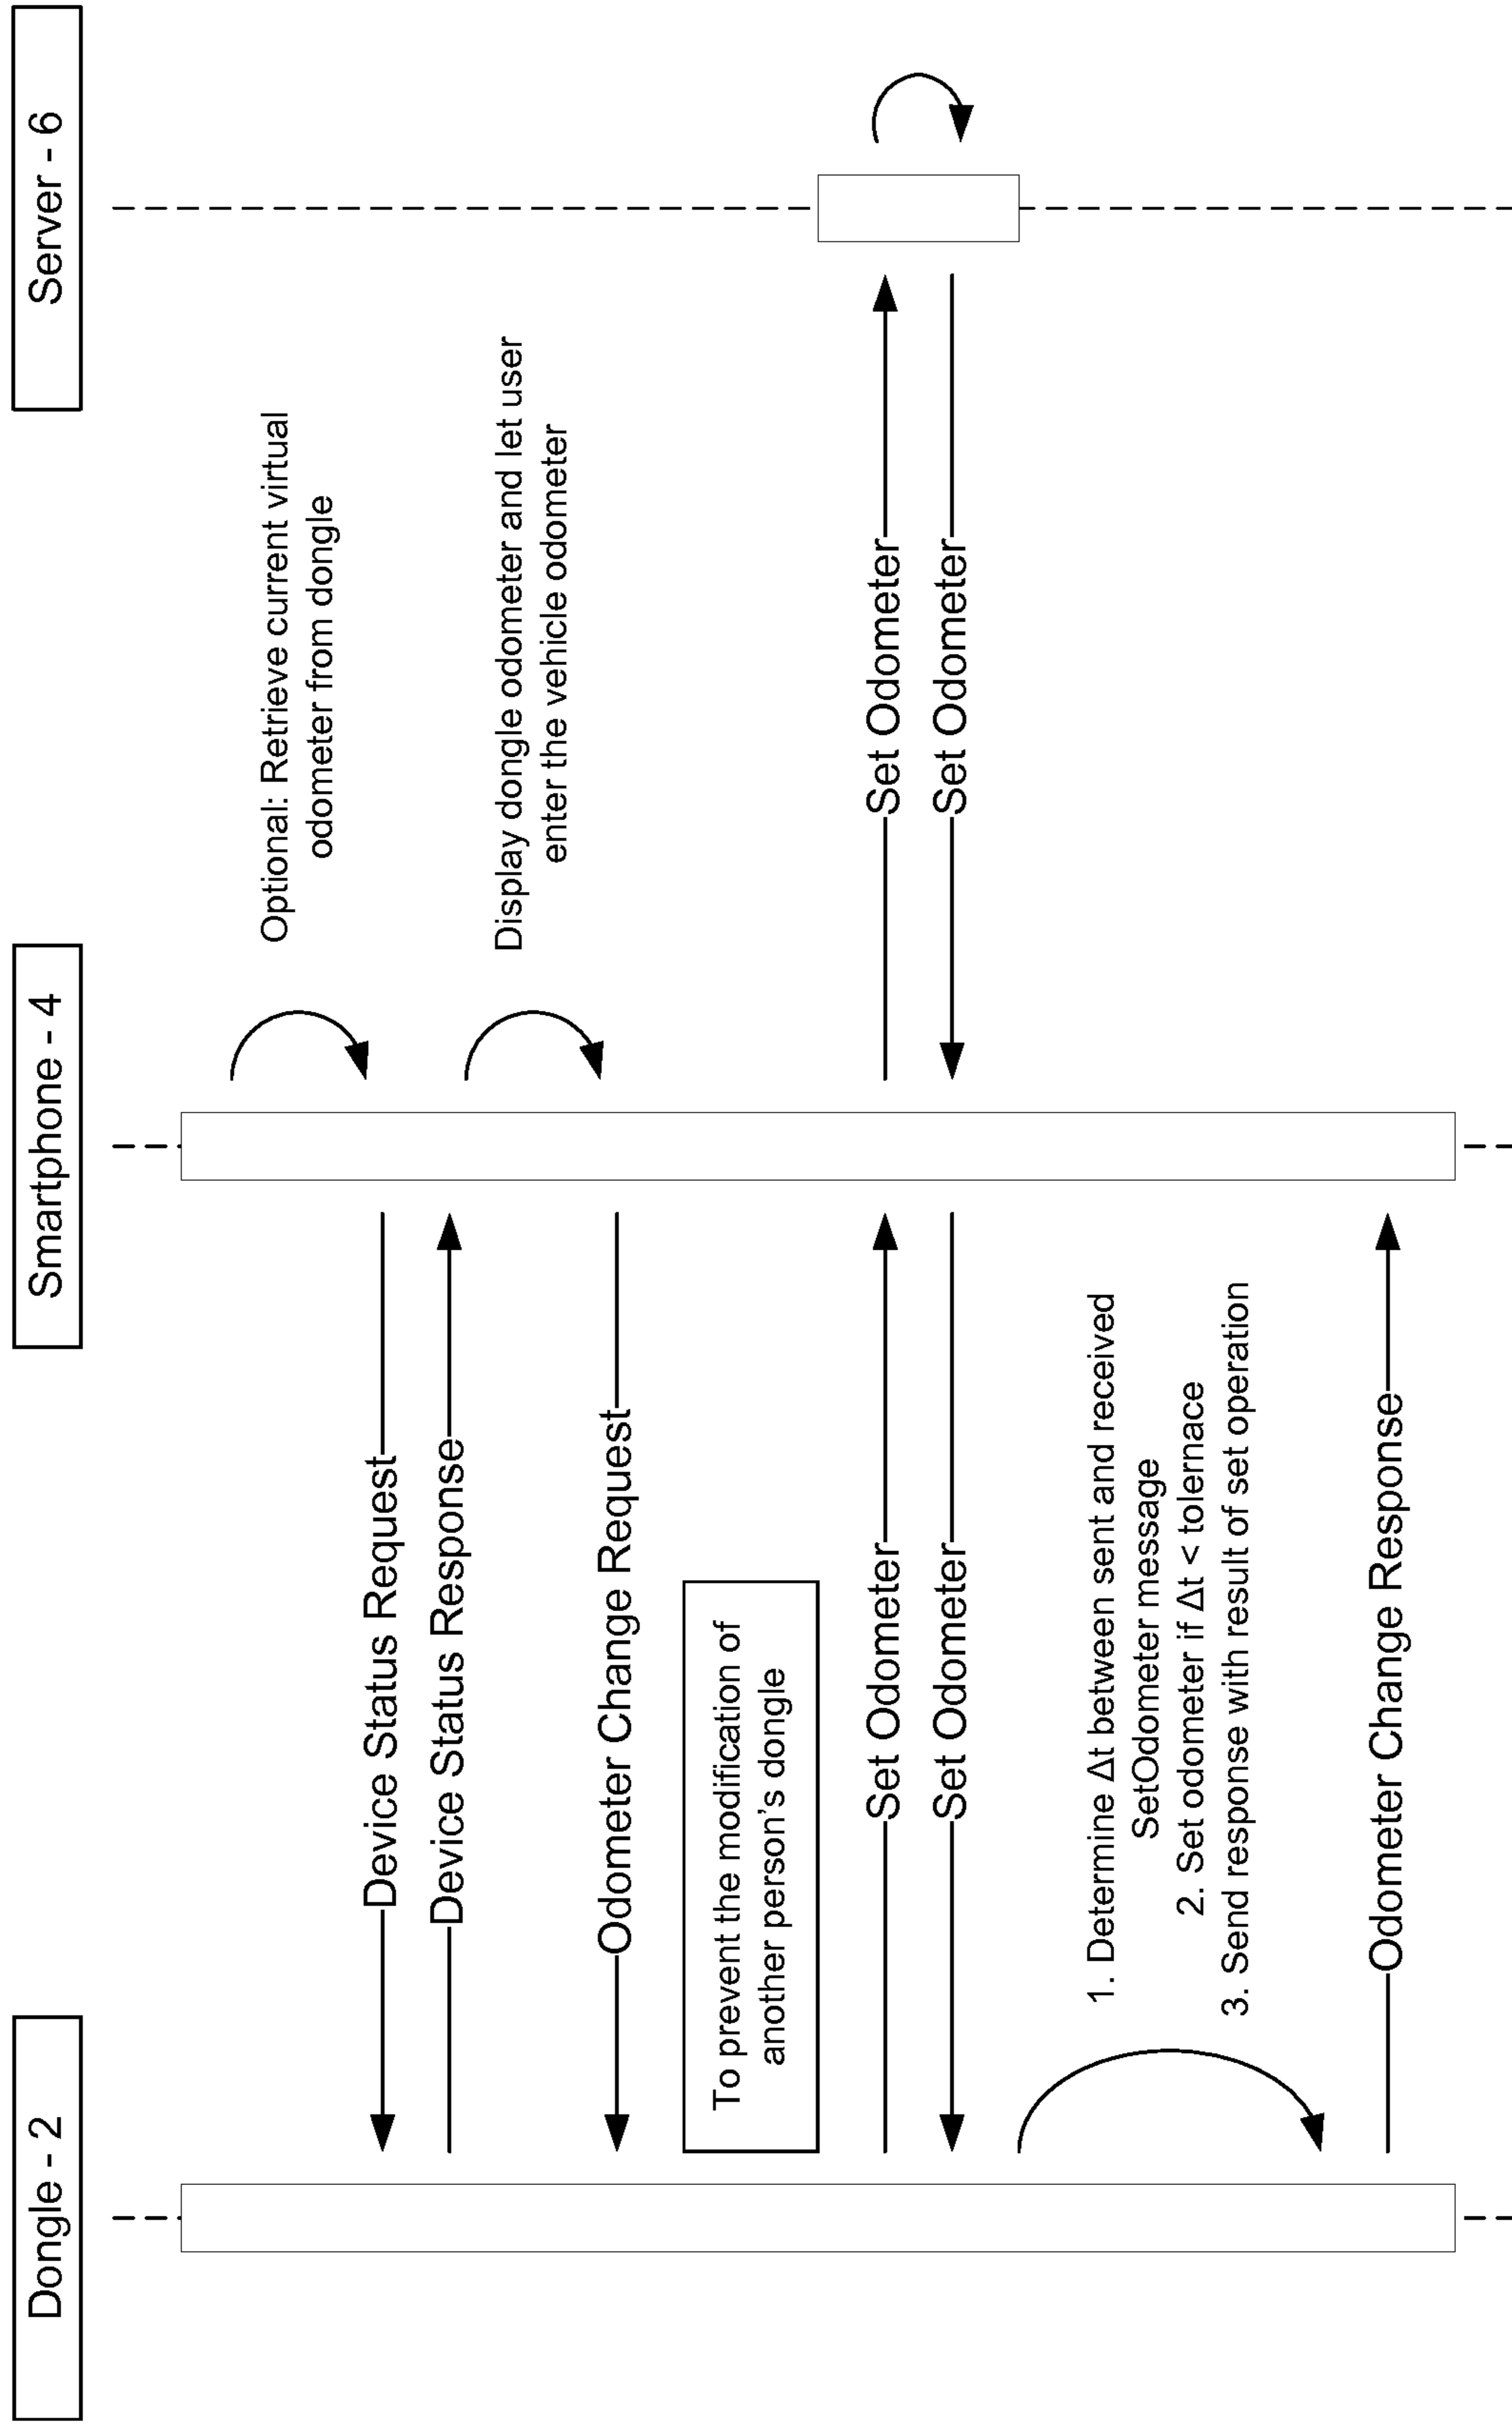 Dongle - 2
Smartphone - 4
Server - 6
Optional: Retrieve current virtual
odometer from dongle
Device Status Request
Device Status Response
Display dongle odometer and let user
enter the vehicle odometer
Odometer Change Request
To prevent the modification of
another person's dongle
Set Odometer
Set Odometer
Set Odometer
Set Odometer
1. Determine Δt between sent and received
SetOdometer message
2. Set odometer if Δt < tolernace
3. Send response with result of set operation
Odometer Change Response